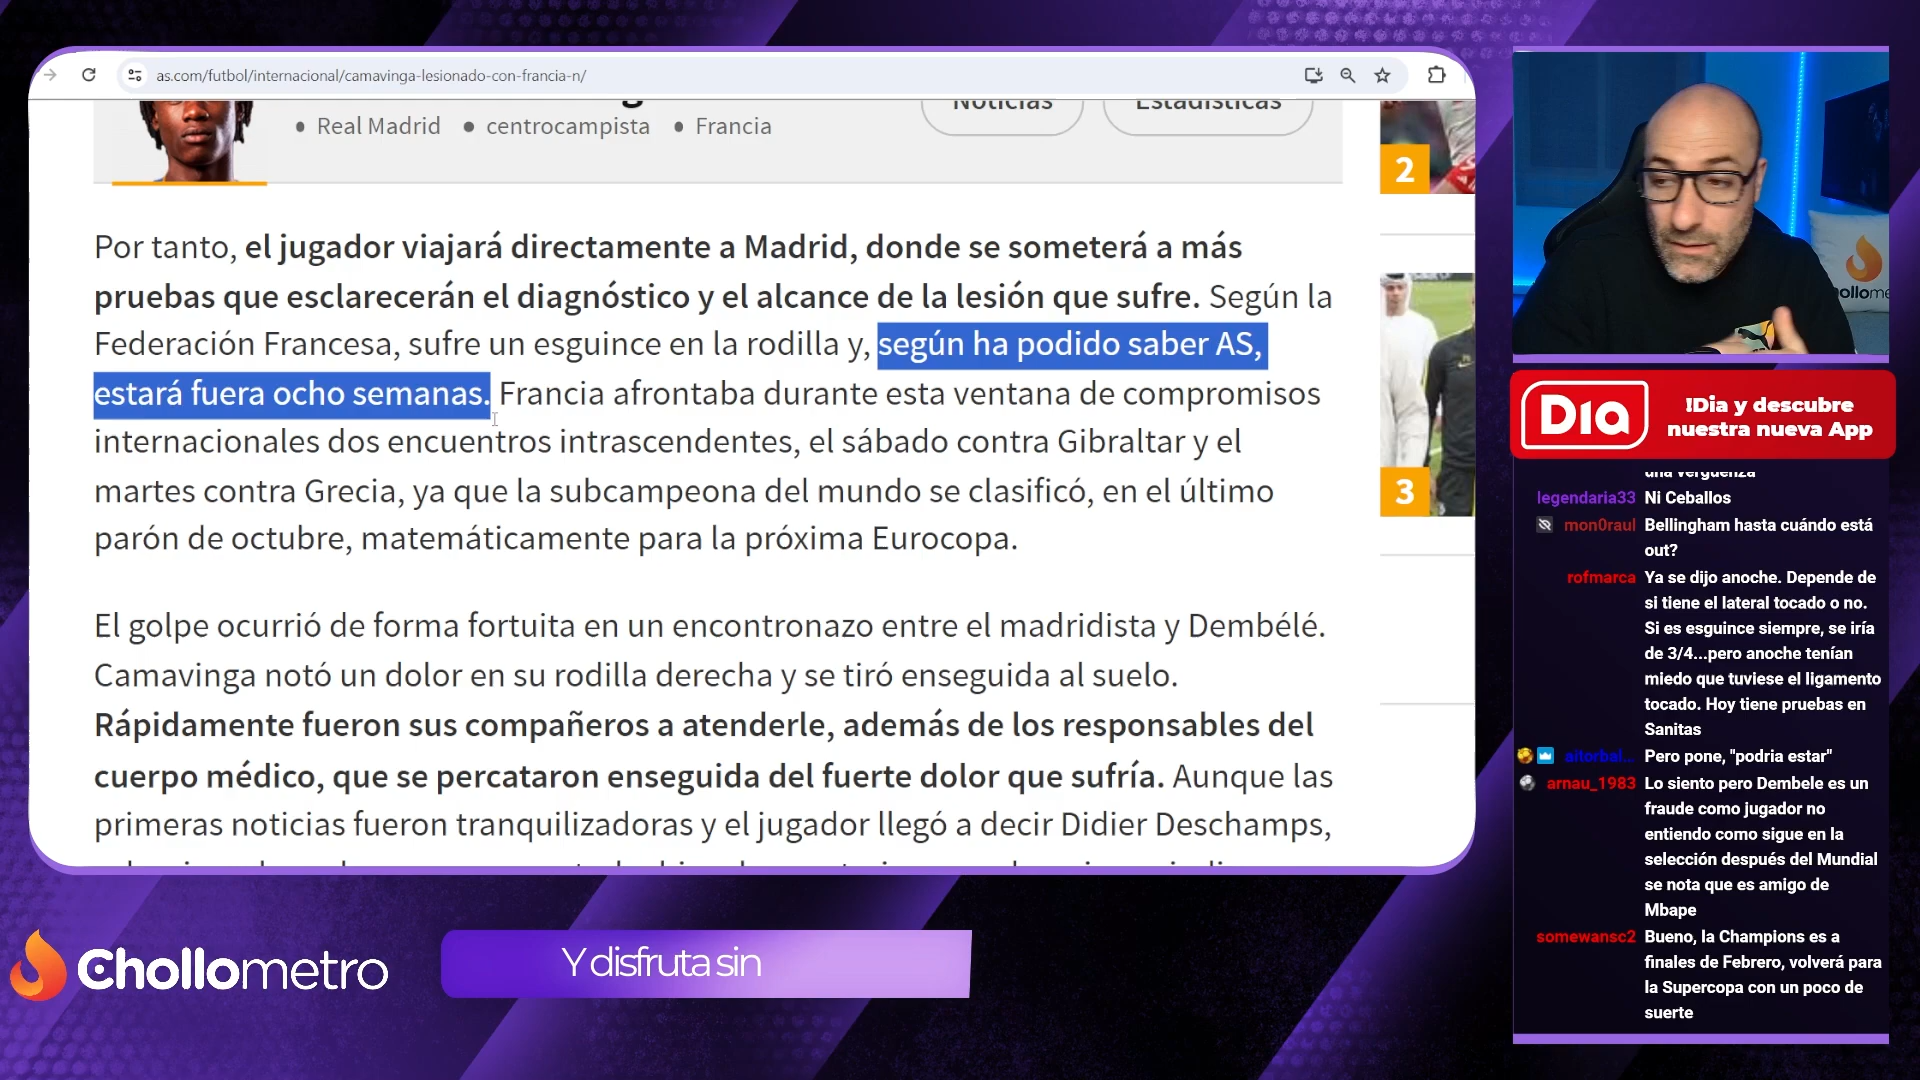 as.com/futbol/internacional/camavinga-lesionado-con-francia-n/
• Real Madrid • centrocampista • Francia
Noticias
Estadísticas
2
Por tanto, el jugador viajará directamente a Madrid, donde se someterá a más
pruebas que esclarecerán el diagnóstico y el alcance de la lesión que sufre. Según la
Federación Francesa, sufre un esguince en la rodilla y, según ha podido saber AS,
estará fuera ocho semanas. Francia afrontaba durante esta ventana de compromisos
internacionales dos encuentros intrascendentes, el sábado contra Gibraltar y el
martes contra Grecia, ya que la subcampeona del mundo se clasificó, en el último
parón de octubre, matemáticamente para la próxima Eurocopa.
3
El golpe ocurrió de forma fortuita en un encontronazo entre el madridista y Dembélé.
Camavinga notó un dolor en su rodilla derecha y se tiró enseguida al suelo.
Rápidamente fueron sus compañeros a atenderle, además de los responsables del
cuerpo médico, que se percataron enseguida del fuerte dolor que sufría. Aunque las
primeras noticias fueron tranquilizadoras y el jugador llegó a decir Didier Deschamps,
Chollometro
Y disfruta sin
Dia
!Dia y descubre
nuestra nueva App
una verguenza
legendaria33 Ni Ceballos
mon0raul Bellingham hasta cuándo está
out?
rofmarca Ya se dijo anoche. Depende de
si tiene el lateral tocado o no.
Si es esguince siempre, se iría
de 3/4...pero anoche tenían
miedo que tuviese el ligamento
tocado. Hoy tiene pruebas en
Sanitas
aitorbal... Pero pone, "podria estar"
arnau_1983 Lo siento pero Dembele es un
fraude como jugador no
entiendo como sigue en la
selección después del Mundial
se nota que es amigo de
Mbape
somewansc2 Bueno, la Champions es a
finales de Febrero, volverá para
la Supercopa con un poco de
suerte